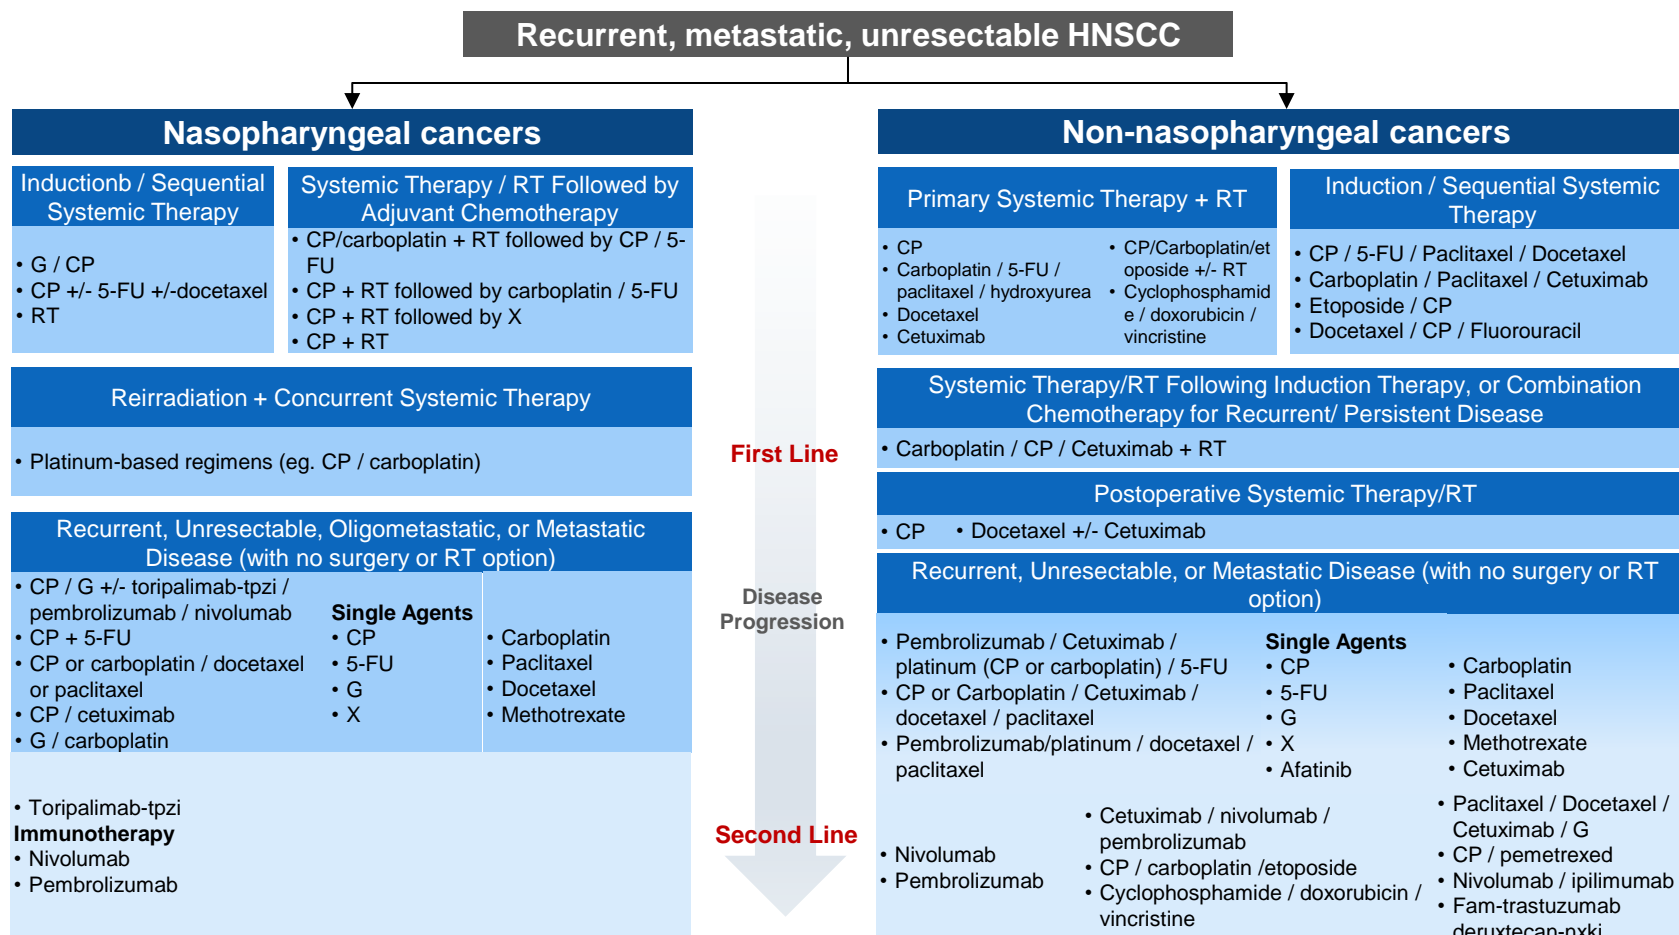 Recurrent, metastatic, unresectable HNSCC
Nasopharyngeal cancers
Inductionb / Sequential
Systemic Therapy
• G / CP
• CP +/- 5-FU +/-docetaxel
• RT
Systemic Therapy / RT Followed by
Adjuvant Chemotherapy
• CP/carboplatin + RT followed by CP / 5-
FU
• CP + RT followed by carboplatin / 5-FU
• CP + RT followed by X
• CP + RT
Reirradiation + Concurrent Systemic Therapy
• Platinum-based regimens (eg. CP / carboplatin)
Recurrent, Unresectable, Oligometastatic, or Metastatic
Disease (with no surgery or RT option)
• CP / G +/- toripalimab-tpzi /
pembrolizumab / nivolumab
• CP + 5-FU
• CP or carboplatin / docetaxel
or paclitaxel
• CP / cetuximab
• G / carboplatin
Single Agents
• CP
• 5-FU
• G
• X
• Carboplatin
• Paclitaxel
• Docetaxel
• Methotrexate
• Toripalimab-tpzi
Immunotherapy
• Nivolumab
• Pembrolizumab
First Line
Disease
Progression
Second Line
Non-nasopharyngeal cancers
Primary Systemic Therapy + RT
• CP
• Carboplatin / 5-FU /
paclitaxel / hydroxyurea
• Docetaxel
• Cetuximab
• CP/Carboplatin/et
oposide +/- RT
• Cyclophosphamid
e / doxorubicin /
vincristine
Induction / Sequential Systemic
Therapy
• CP / 5-FU / Paclitaxel / Docetaxel
• Carboplatin / Paclitaxel / Cetuximab
• Etoposide / CP
• Docetaxel / CP / Fluorouracil
Systemic Therapy/RT Following Induction Therapy, or Combination
Chemotherapy for Recurrent/ Persistent Disease
• Carboplatin / CP / Cetuximab + RT
Postoperative Systemic Therapy/RT
• CP • Docetaxel +/- Cetuximab
Recurrent, Unresectable, or Metastatic Disease (with no surgery or RT
option)
• Pembrolizumab / Cetuximab /
platinum (CP or carboplatin) / 5-FU
• CP or Carboplatin / Cetuximab /
docetaxel / paclitaxel
• Pembrolizumab/platinum / docetaxel /
paclitaxel
Single Agents
• CP
• 5-FU
• G
• X
• Afatinib
• Carboplatin
• Paclitaxel
• Docetaxel
• Methotrexate
• Cetuximab
• Nivolumab
• Pembrolizumab
• Cetuximab / nivolumab /
pembrolizumab
• CP / carboplatin /etoposide
• Cyclophosphamide / doxorubicin /
vincristine
• Paclitaxel / Docetaxel /
Cetuximab / G
• CP / pemetrexed
• Nivolumab / ipilimumab
• Fam-trastuzumab
deruxtecan-nxki